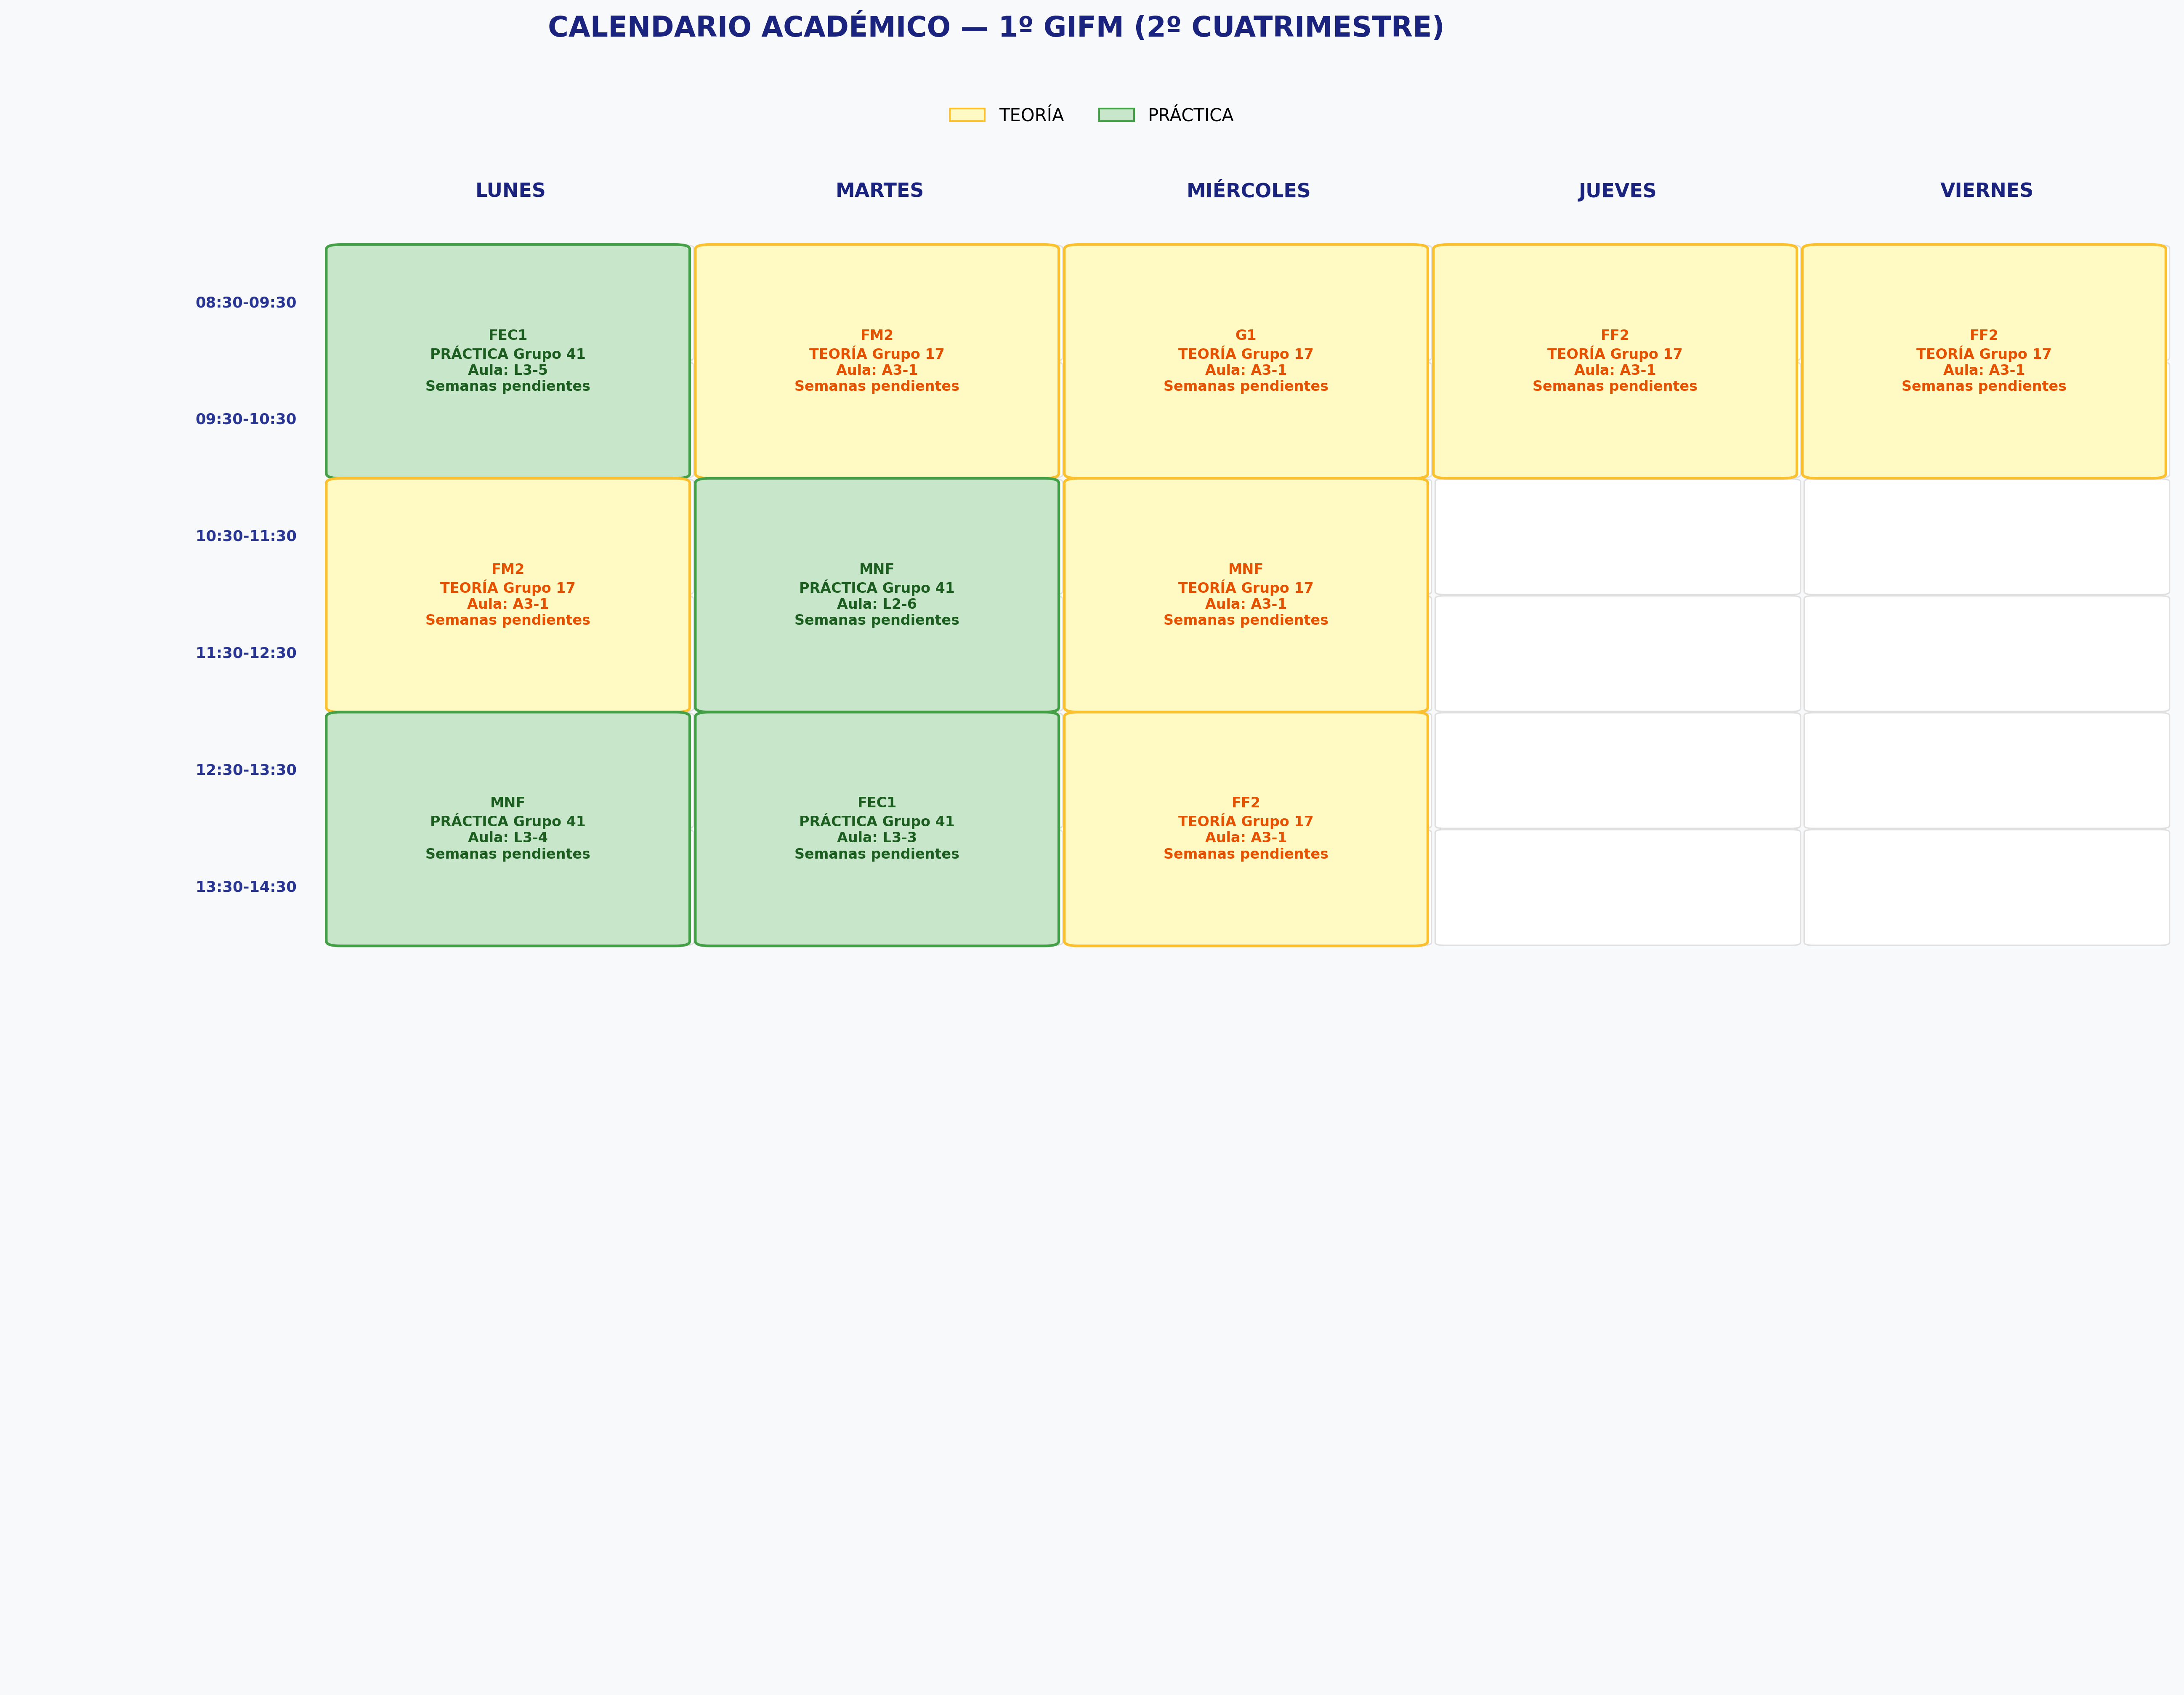 CALENDARIO ACADÉMICO — 1º GIFM (2º CUATRIMESTRE)
TEORÍA
PRÁCTICA
LUNES
MARTES
MIÉRCOLES
JUEVES
VIERNES
08:30-09:30
09:30-10:30
FEC1
PRÁCTICA Grupo 41
Aula: L3-5
Semanas pendientes
FM2
TEORÍA Grupo 17
Aula: A3-1
Semanas pendientes
G1
TEORÍA Grupo 17
Aula: A3-1
Semanas pendientes
FF2
TEORÍA Grupo 17
Aula: A3-1
Semanas pendientes
FF2
TEORÍA Grupo 17
Aula: A3-1
Semanas pendientes
10:30-11:30
11:30-12:30
FM2
TEORÍA Grupo 17
Aula: A3-1
Semanas pendientes
MNF
PRÁCTICA Grupo 41
Aula: L2-6
Semanas pendientes
MNF
TEORÍA Grupo 17
Aula: A3-1
Semanas pendientes
12:30-13:30
13:30-14:30
MNF
PRÁCTICA Grupo 41
Aula: L3-4
Semanas pendientes
FEC1
PRÁCTICA Grupo 41
Aula: L3-3
Semanas pendientes
FF2
TEORÍA Grupo 17
Aula: A3-1
Semanas pendientes